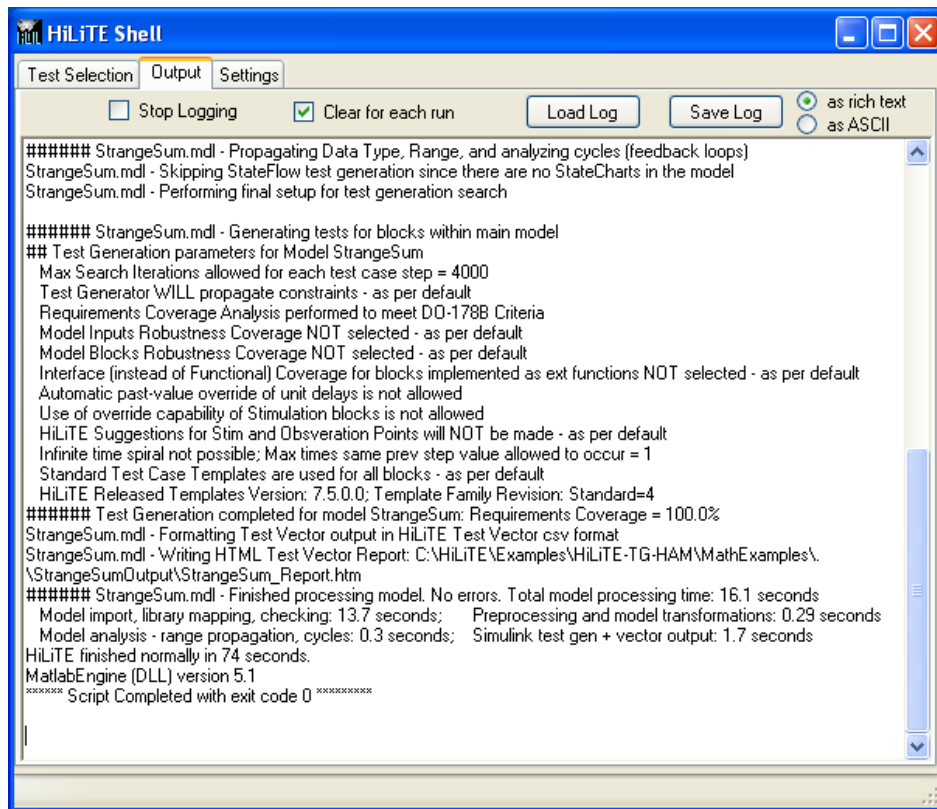 HiLiTE Shell
Test Selection Output Settings
Stop Logging Clear for each run Load Log Save Log as rich text
as ASCII
###### StrangeSum.mdl - Propagating Data Type, Range, and analyzing cycles (feedback loops)
StrangeSum.mdl - Skipping StateFlow test generation since there are no StateCharts in the model
StrangeSum.mdl - Performing final setup for test generation search
###### StrangeSum.mdl - Generating tests for blocks within main model
## Test Generation parameters for Model StrangeSum
Max Search Iterations allowed for each test case step = 4000
Test Generator WILL propagate constraints - as per default
Requirements Coverage Analysis performed to meet DO-178B Criteria
Model Inputs Robustness Coverage NOT selected - as per default
Model Blocks Robustness Coverage NOT selected - as per default
Interface (instead of Functional) Coverage for blocks implemented as ext functions NOT selected - as per default
Automatic past-value override of unit delays is not allowed
Use of override capability of Stimulation blocks is not allowed
HiLiTE Suggestions for Stim and Obsveration Points will NOT be made - as per default
Infinite time spiral not possible; Max times same prev step value allowed to occur = 1
Standard Test Case Templates are used for all blocks - as per default
HiLiTE Released Templates Version: 7.5.0.0; Template Family Revision: Standard=4
###### Test Generation completed for model StrangeSum: Requirements Coverage = 100.0%
StrangeSum.mdl - Formatting Test Vector output in HiLiTE Test Vector csv format
StrangeSum.mdl - Writing HTML Test Vector Report: C:\HiLiTE\Examples\HiLiTE-TG-HAM\MathExamples\.
\StrangeSumOutput\StrangeSum_Report.htm
###### StrangeSum.mdl - Finished processing model. No errors. Total model processing time: 16.1 seconds
Model import, library mapping, checking: 13.7 seconds; Preprocessing and model transformations: 0.29 seconds
Model analysis - range propagation, cycles: 0.3 seconds; Simulink test gen + vector output: 1.7 seconds
HiLiTE finished normally in 74 seconds.
MatlabEngine (DLL) version 5.1
****** Script Completed with exit code 0 *********